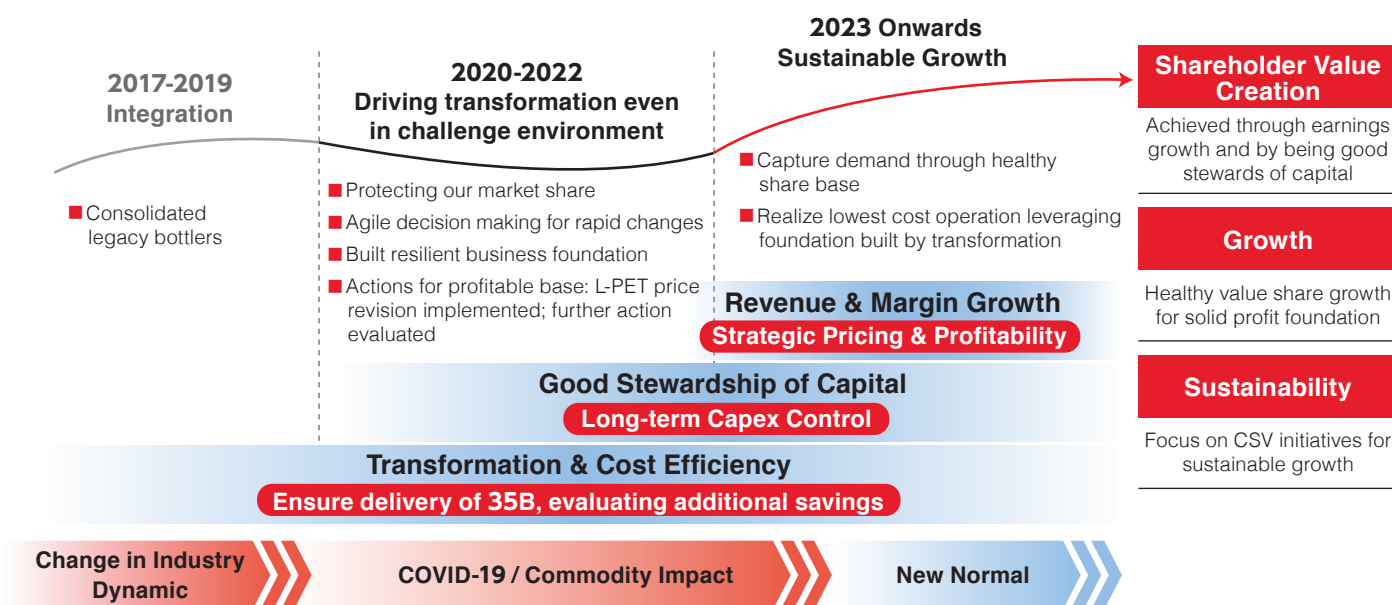 2017-2019
Integration
Consolidated
legacy bottlers
2020-2022
Driving transformation even
in challenge environment
Protecting our market share
Agile decision making for rapid changes
Built resilient business foundation
Actions for profitable base: L-PET price
revision implemented; further action
evaluated
2023 Onwards
Sustainable Growth
Capture demand through healthy
share base
Realize lowest cost operation leveraging
foundation built by transformation
Revenue & Margin Growth
Strategic Pricing & Profitability
Good Stewardship of Capital
Long-term Capex Control
Transformation & Cost Efficiency
Ensure delivery of 35B, evaluating additional savings
Change in Industry
Dynamic
COVID-19 / Commodity Impact
New Normal
Shareholder Value
Creation
Achieved through earnings
growth and by being good
stewards of capital
Growth
Healthy value share growth
for solid profit foundation
Sustainability
Focus on CSV initiatives for
sustainable growth